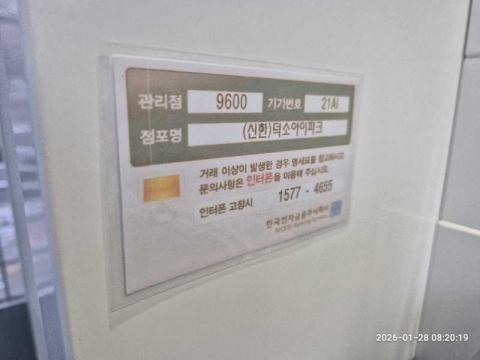 관리점 9600 기기번호 21AI
점포명 (신한)덕소아이파크
거래 이상이 발생한 경우 명세표를 참고하시고
문의사항은 인터폰을 이용해 주십시오.
인터폰 고장시 1577 - 4655
한국전자금융주식회사
2026-01-28 08:20:19